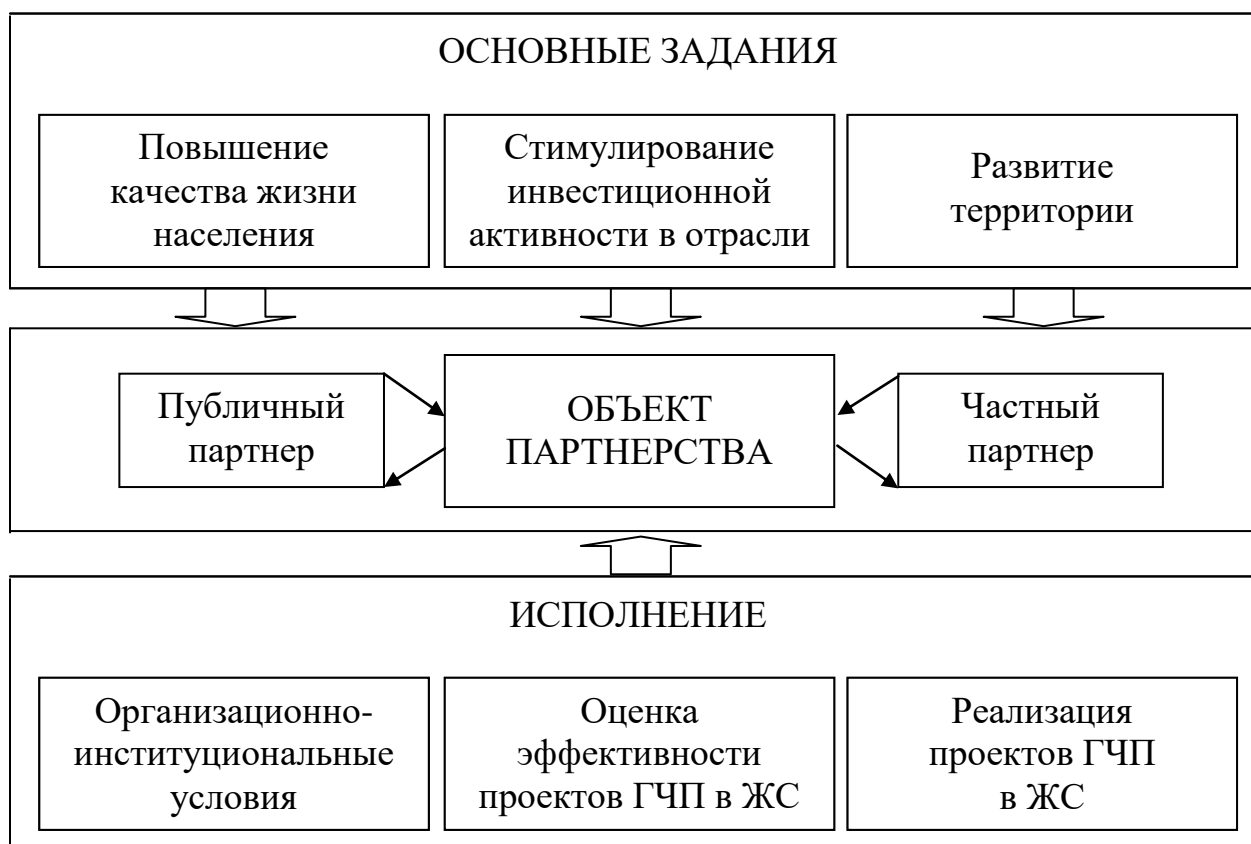 ОСНОВНЫЕ ЗАДАНИЯ
Повышение
качества жизни
населения
Стимулирование
инвестиционной
активности в отрасли
Развитие
территории
Публичный
партнер
ОБЪЕКТ
ПАРТНЕРСТВА
Частный
партнер
ИСПОЛНЕНИЕ
Организационно-
институциональные
условия
Оценка
эффективности
проектов ГЧП в ЖС
Реализация
проектов ГЧП
в ЖС